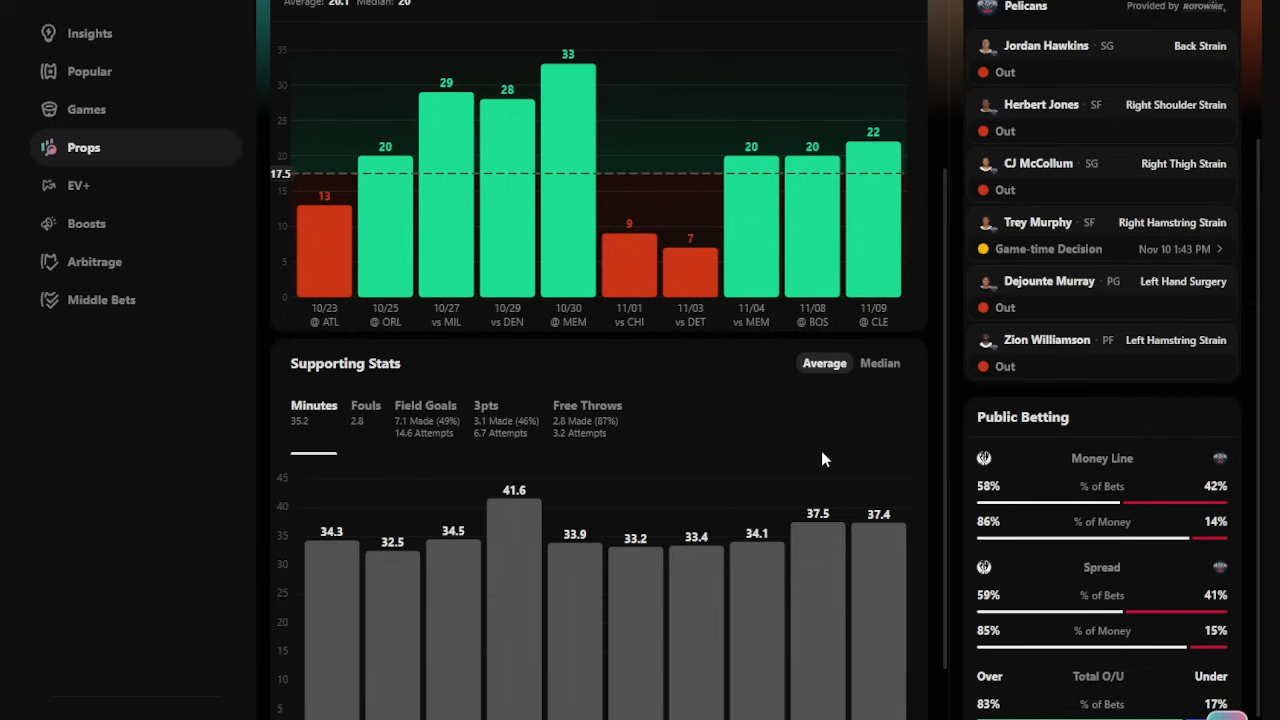 Insights
Popular
Games
Props
EV+
Boosts
Arbitrage
Middle Bets
Average: 20.1 Median: 20
35
30
25
20
17.5
15
10
5
0
13
20
29
28
33
9
7
20
20
22
10/23 10/25 10/27 10/29 10/30 11/01 11/03 11/04 11/08 11/09
@ ATL @ ORL vs MIL vs DEN @ MEM vs CHI vs DET vs MEM @ BOS @ CLE
Supporting Stats
Average Median
Minutes Fouls Field Goals 3pts Free Throws
35.2 2.8 7.1 Made (49%) 3.1 Made (46%) 2.8 Made (87%)
14.6 Attempts 6.7 Attempts 3.2 Attempts
45
40
35
30
25
20
15
10
5
34.3
32.5
34.5
41.6
33.9
33.2
33.4
34.1
37.5
37.4
Pelicans Provided by ROTOWIRE
Jordan Hawkins · SG Back Strain
Out
Herbert Jones · SF Right Shoulder Strain
Out
CJ McCollum · SG Right Thigh Strain
Out
Trey Murphy · SF Right Hamstring Strain
Game-time Decision Nov 10 1:43 PM >
Dejounte Murray · PG Left Hand Surgery
Out
Zion Williamson · PF Left Hamstring Strain
Out
Public Betting
Money Line
58% % of Bets 42%
86% % of Money 14%
Spread
59% % of Bets 41%
85% % of Money 15%
Over Total O/U Under
83% % of Bets 17%